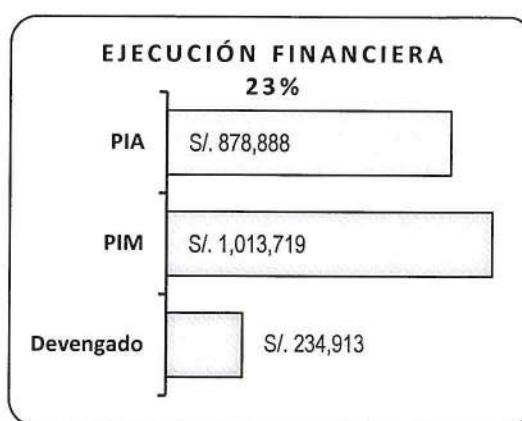 EJECUCIÓN FINANCIERA
23%
PIA S/. 878,888
PIM S/. 1,013,719
Devengado S/. 234,913